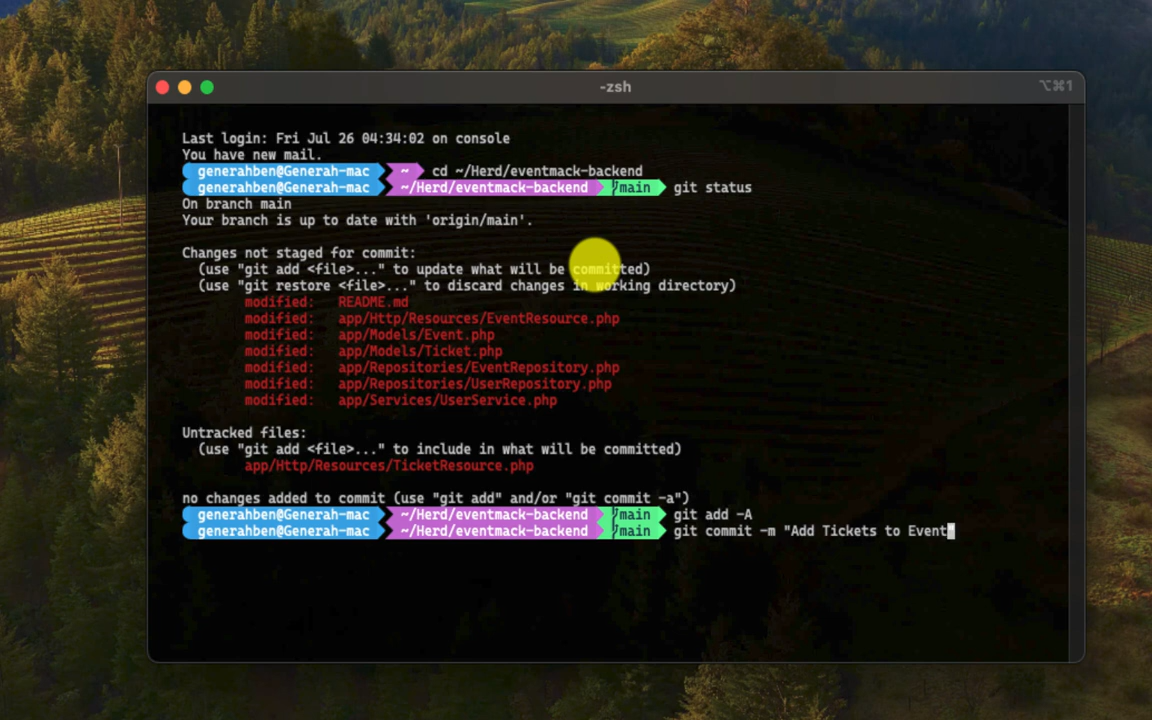 -zsh
⌥⌘1
Last login: Fri Jul 26 04:34:02 on console
You have new mail.
generahben@Generah-mac ~ cd ~/Herd/eventmack-backend
generahben@Generah-mac ~/Herd/eventmack-backend main git status
On branch main
Your branch is up to date with 'origin/main'.
Changes not staged for commit:
(use "git add <file>..." to update what will be committed)
(use "git restore <file>..." to discard changes in working directory)
modified: README.md
modified: app/Http/Resources/EventResource.php
modified: app/Models/Event.php
modified: app/Models/Ticket.php
modified: app/Repositories/EventRepository.php
modified: app/Repositories/UserRepository.php
modified: app/Services/UserService.php
Untracked files:
(use "git add <file>..." to include in what will be committed)
app/Http/Resources/TicketResource.php
no changes added to commit (use "git add" and/or "git commit -a")
generahben@Generah-mac ~/Herd/eventmack-backend main git add -A
generahben@Generah-mac ~/Herd/eventmack-backend main git commit -m "Add Tickets to Event"